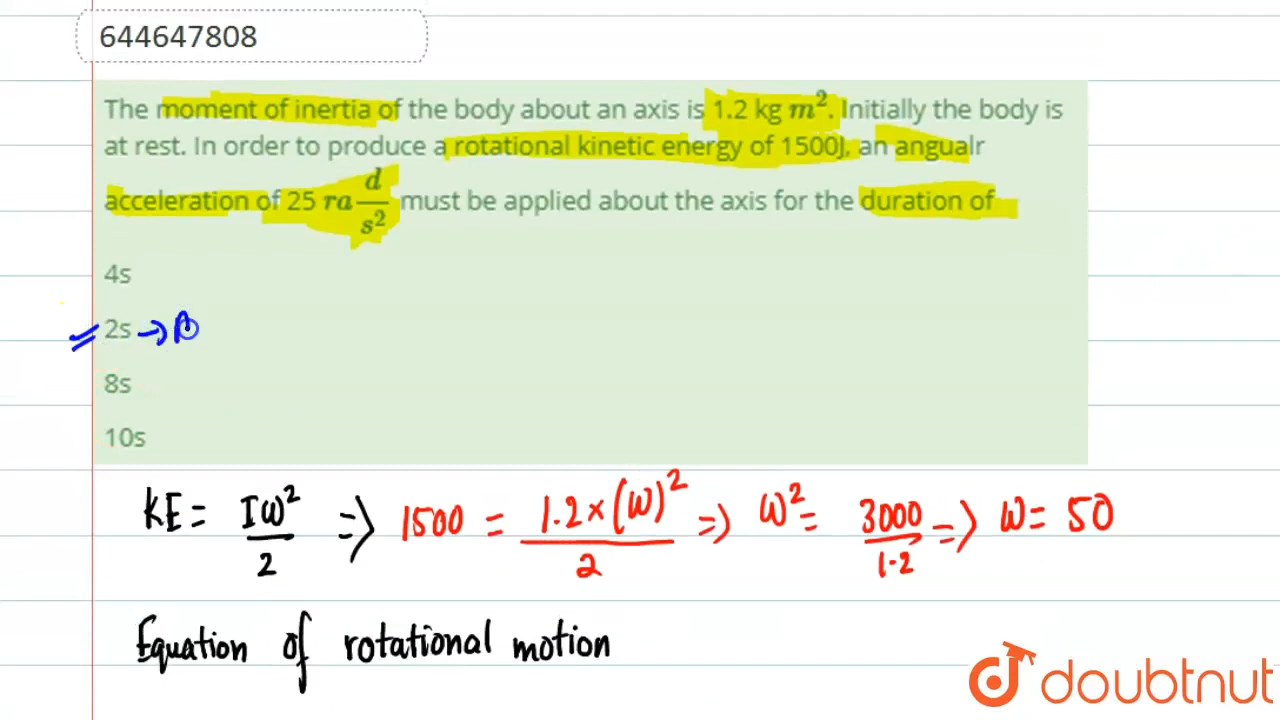 644647808
The moment of inertia of the body about an axis is 1.2 kg m². Initially the body is
at rest. In order to produce a rotational kinetic energy of 1500J, an angualr
acceleration of 25 ra d/s² must be applied about the axis for the duration of
4s
2s → B
8s
10s
KE = Iω²/2 => 1500 = 1.2×(ω)²/2 => ω² = 3000/1.2 => ω = 50
Equation of rotational motion
doubtnut